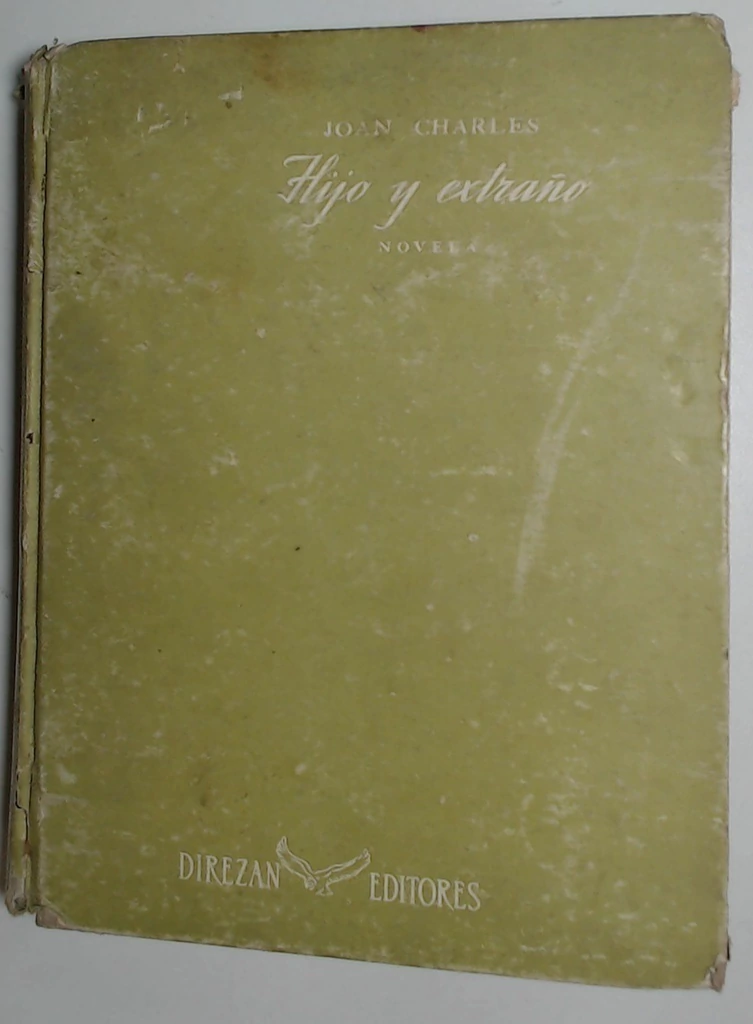 JOAN CHARLES
Hijo y extraño
NOVELA
DIREZAN EDITORES